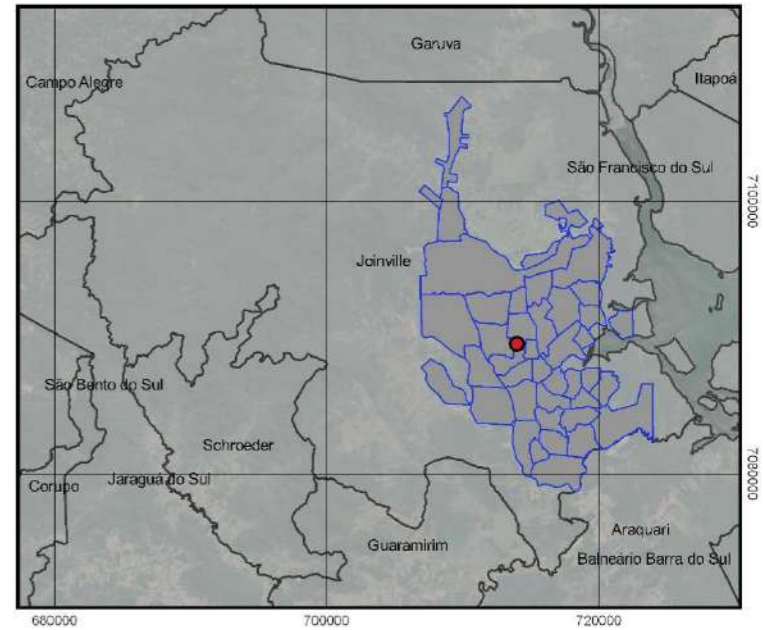 Garuva
Campo Alegre
Itapoá
São Francisco do Sul
7100000
Joinville
São Bento do Sul
Schroeder
Corupo
Jaraguá do Sul
7080000
Guaramirim
Araquari
Balneário Barra do Sul
680000
700000
720000